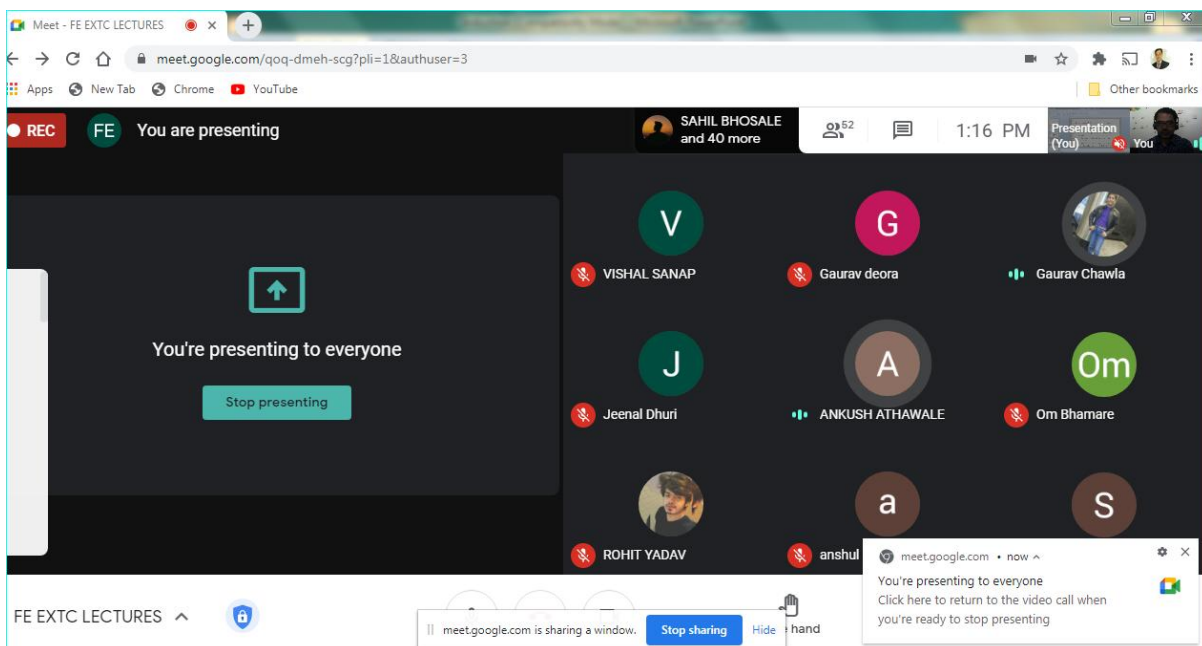 Meet - FE EXTC LECTURES
meet.google.com/qoq-dmeh-scg?pli=1&authuser=3
Apps New Tab Chrome YouTube Other bookmarks
REC FE You are presenting
SAHIL BHOSALE
and 40 more
52
1:16 PM
Presentation
(You)
You
You're presenting to everyone
Stop presenting
V G
VISHAL SANAP Gaurav deora Gaurav Chawla
J A Om
Jeenal Dhuri ANKUSH ATHAWALE Om Bhamare
a S
ROHIT YADAV anshul
meet.google.com • now
You're presenting to everyone
Click here to return to the video call when
you're ready to stop presenting
FE EXTC LECTURES
meet.google.com is sharing a window. Stop sharing Hide
hand